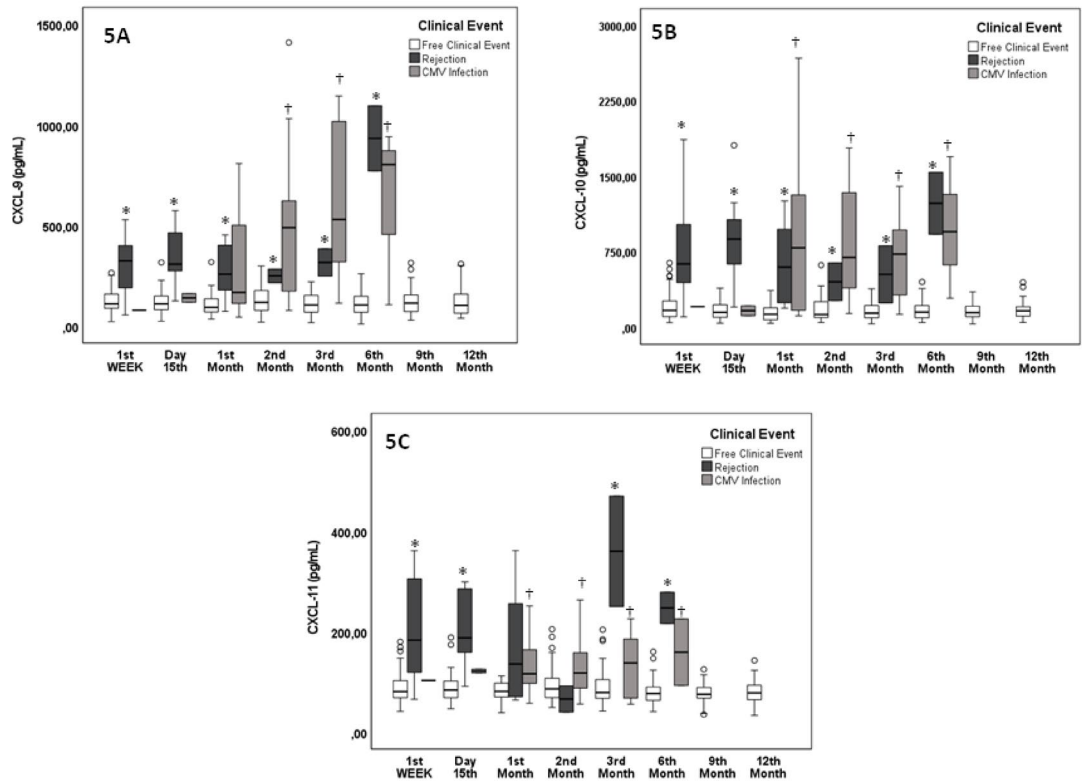 5A
Clinical Event
Free Clinical Event
Rejection
CMV Infection
CXCL-9 (pg/mL)
1500,00
1000,00
500,00
,00
* * * * † * † * †
1st WEEK
Day 15th
1st Month
2nd Month
3rd Month
6th Month
9th Month
12th Month
5B
Clinical Event
Free Clinical Event
Rejection
CMV Infection
CXCL-10 (pg/mL)
3000,00
2250,00
1500,00
750,00
,00
* * * † * † * † * †
1st WEEK
Day 15th
1st Month
2nd Month
3rd Month
6th Month
9th Month
12th Month
5C
Clinical Event
Free Clinical Event
Rejection
CMV Infection
CXCL-11 (pg/mL)
600,00
400,00
200,00
,00
* * † † * † * †
1st WEEK
Day 15th
1st Month
2nd Month
3rd Month
6th Month
9th Month
12th Month